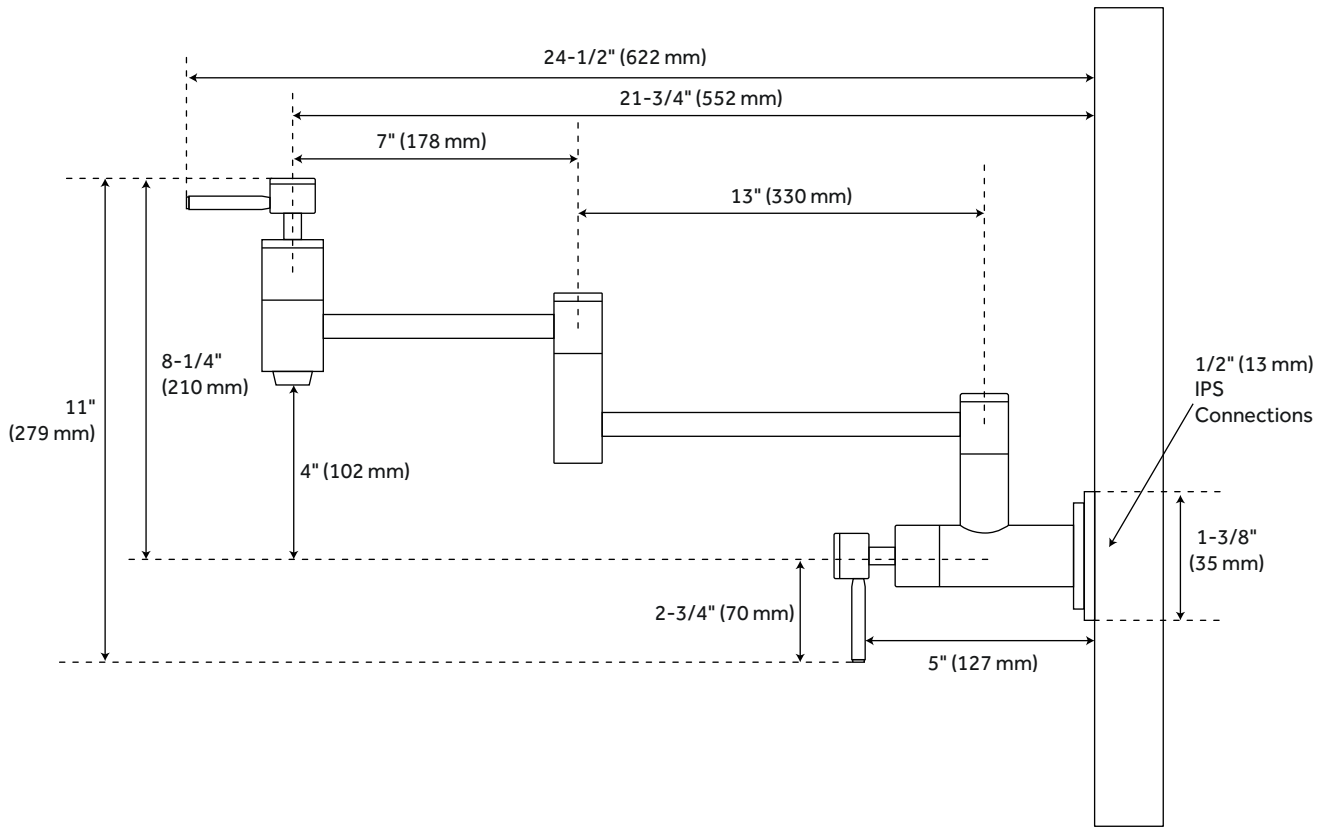 24-1/2" (622 mm)
21-3/4" (552 mm)
7" (178 mm)
13" (330 mm)
8-1/4"
(210 mm)
11"
(279 mm)
4" (102 mm)
1/2" (13 mm)
IPS
Connections
1-3/8"
(35 mm)
2-3/4" (70 mm)
5" (127 mm)